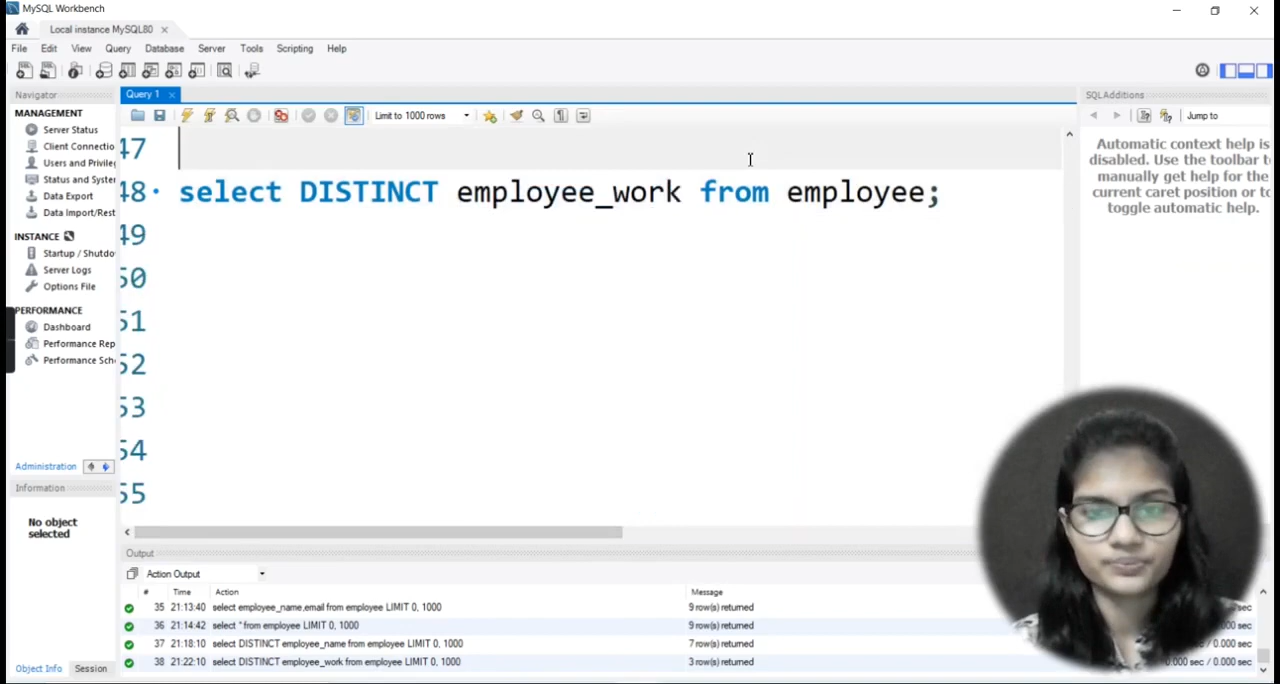 MySQL Workbench
Local instance MySQL80
File Edit View Query Database Server Tools Scripting Help
Navigator
Query 1
SQLAdditions
MANAGEMENT
Server Status
Client Connectio
Users and Privileg
Status and Syster
Data Export
Data Import/Rest
INSTANCE
Startup / Shutdo
Server Logs
Options File
PERFORMANCE
Dashboard
Performance Rep
Performance Sch
Administration
Information
No object
selected
Object Info Session
Limit to 1000 rows
47
48 select DISTINCT employee_work from employee;
49
50
51
52
53
54
55
Jump to
Automatic context help is
disabled. Use the toolbar t
manually get help for the
current caret position or to
toggle automatic help.
Output
Action Output
# Time Action Message
35 21:13:40 select employee_name,email from employee LIMIT 0, 1000 9 row(s) returned
36 21:14:42 select * from employee LIMIT 0, 1000 9 row(s) returned
37 21:18:10 select DISTINCT employee_name from employee LIMIT 0, 1000 7 row(s) returned
38 21:22:10 select DISTINCT employee_work from employee LIMIT 0, 1000 3 row(s) returned 0.000 sec / 0.000 sec